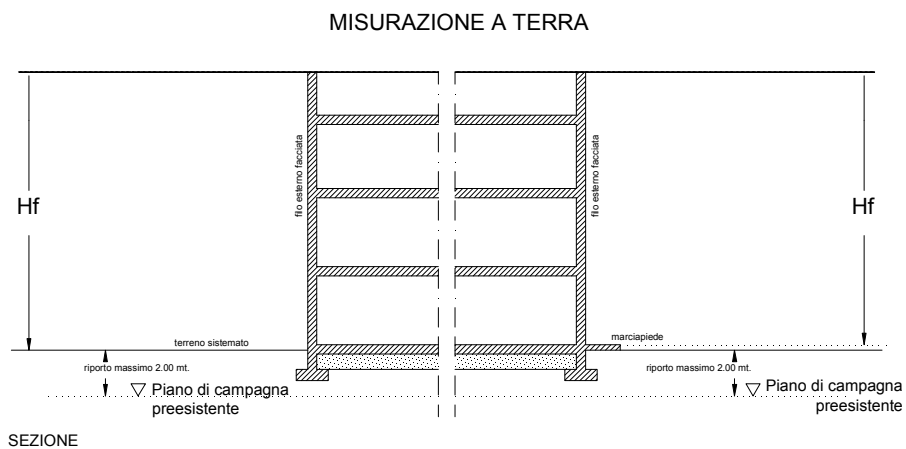 MISURAZIONE A TERRA
filo esterno facciata
filo esterno facciata
Hf
Hf
terreno sistemato
marciapiede
riporto massimo 2.00 mt.
riporto massimo 2.00 mt.
Piano di campagna
preesistente
Piano di campagna
preesistente
SEZIONE